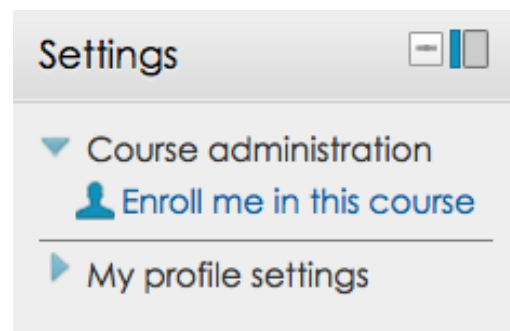 Settings
Course administration
Enroll me in this course
My profile settings